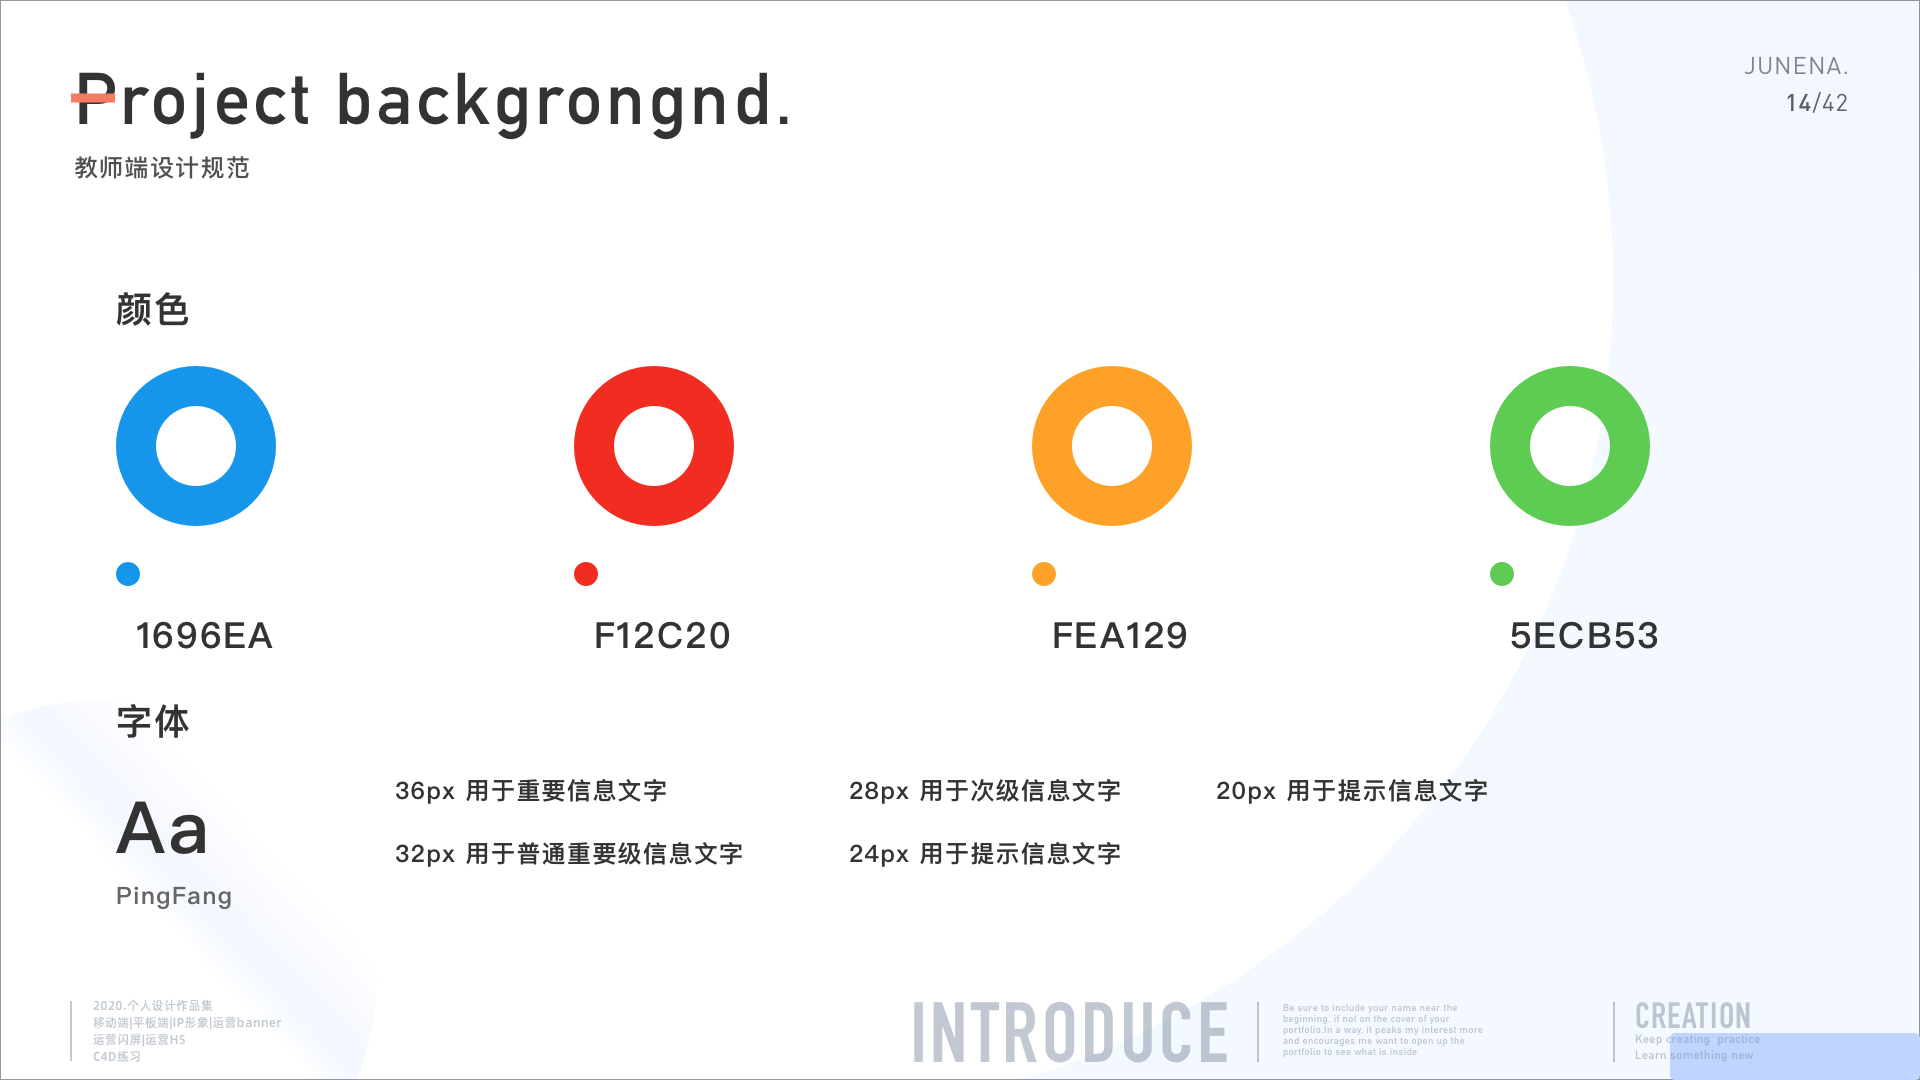 Project backgrongnd.
教师端设计规范
JUNENA.
14/42
颜色
1696EA
F12C20
FEA129
5ECB53
字体
Aa
PingFang
36px 用于重要信息文字
28px 用于次级信息文字
20px 用于提示信息文字
32px 用于普通重要级信息文字
24px 用于提示信息文字
2020.个人设计作品集
移动端|平板端|IP形象|运营banner
运营闪屏|运营H5
C4D练习
INTRODUCE
Be sure to include your name near the
beginning. if not on the cover of your
portfolio.In a way. it peaks my interest more
and encourages me want to open up the
portfolio to see what is inside
CREATION
Keep creating practice
Learn something new